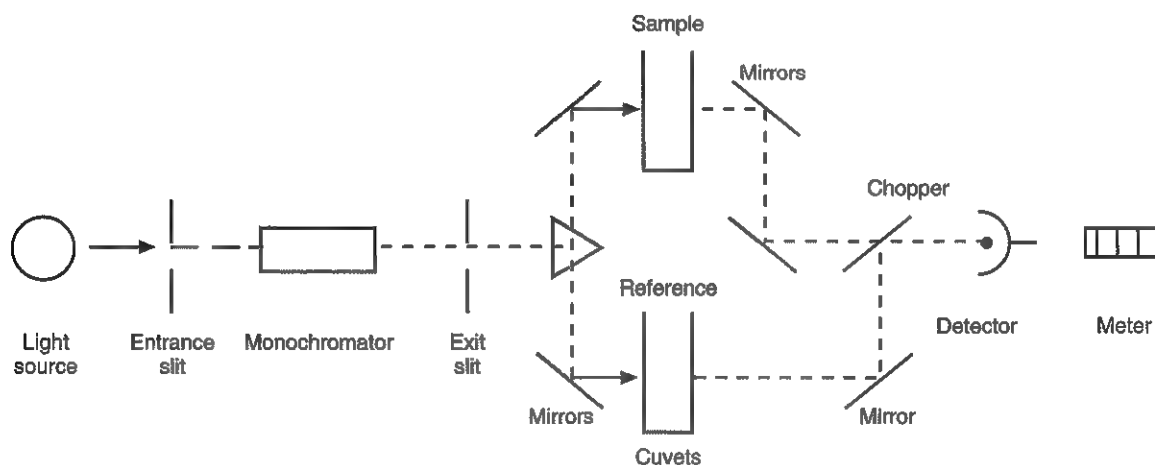 Sample
Mirrors
Chopper
Reference
Light
source
Entrance
slit
Monochromator
Exit
slit
Detector
Meter
Mirrors
Mirror
Cuvets